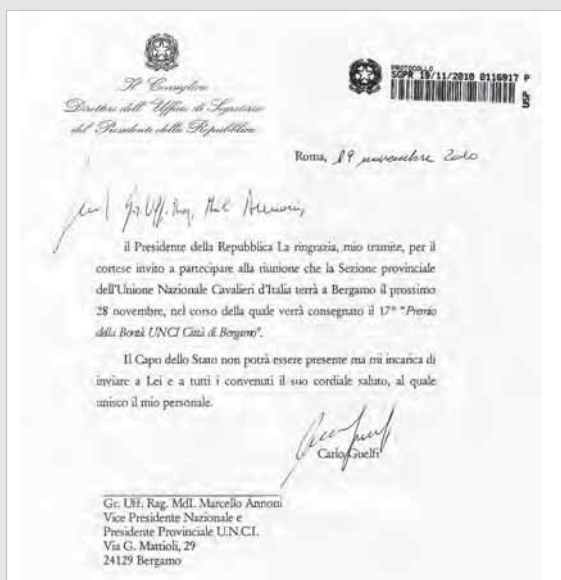 Il Consigliere
Direttore dell'Ufficio di Segreteria
del Presidente della Repubblica
PROTOCOLLO
SGPR 19/11/2010 0116917 P
USP
Roma, 19 novembre 2010
Gr. Uff. Rag. Annoni,
il Presidente della Repubblica La ringrazia, mio tramite, per il
cortese invito a partecipare alla riunione che la Sezione provinciale
dell'Unione Nazionale Cavalieri d'Italia terrà a Bergamo il prossimo
28 novembre, nel corso della quale verrà consegnato il 17° "Premio
della Bontà UNCI Città di Bergamo".
Il Capo dello Stato non potrà essere presente ma mi incarica di
inviare a Lei e a tutti i convenuti il suo cordiale saluto, al quale
unisco il mio personale.
Carlo Guelfi
Gr. Uff. Rag. Mdl. Marcello Annoni
Vice Presidente Nazionale e
Presidente Provinciale U.N.C.I.
Via G. Mattioli, 29
24129 Bergamo